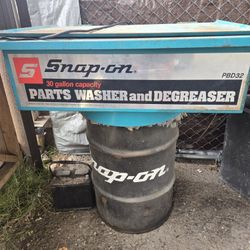 S Snap-on
PBD32
30 gallon capacity
PARTS WASHER and DEGREASER
Snap-on